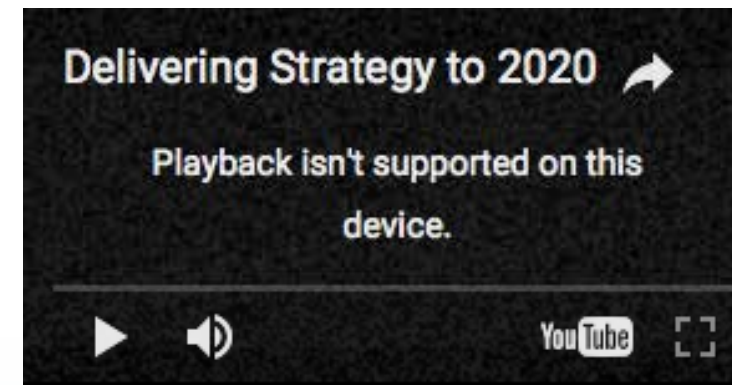 Delivering Strategy to 2020
Playback isn't supported on this
device.
YouTube